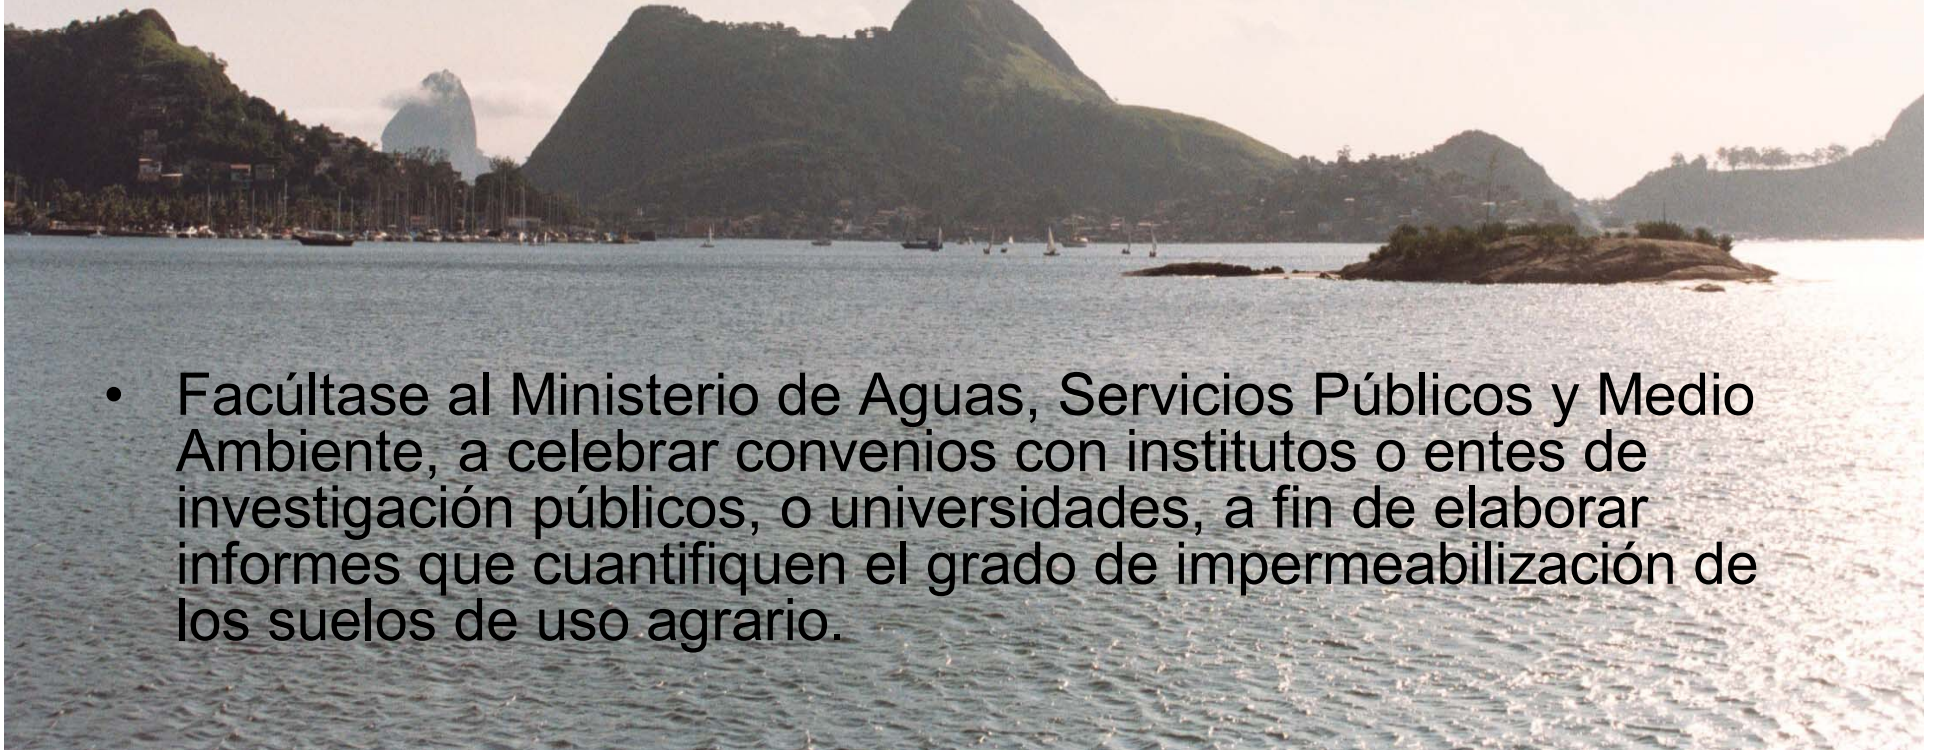 • Facúltase al Ministerio de Aguas, Servicios Públicos y Medio
Ambiente, a celebrar convenios con institutos o entes de
investigación públicos, o universidades, a fin de elaborar
informes que cuantifiquen el grado de impermeabilización de
los suelos de uso agrario.